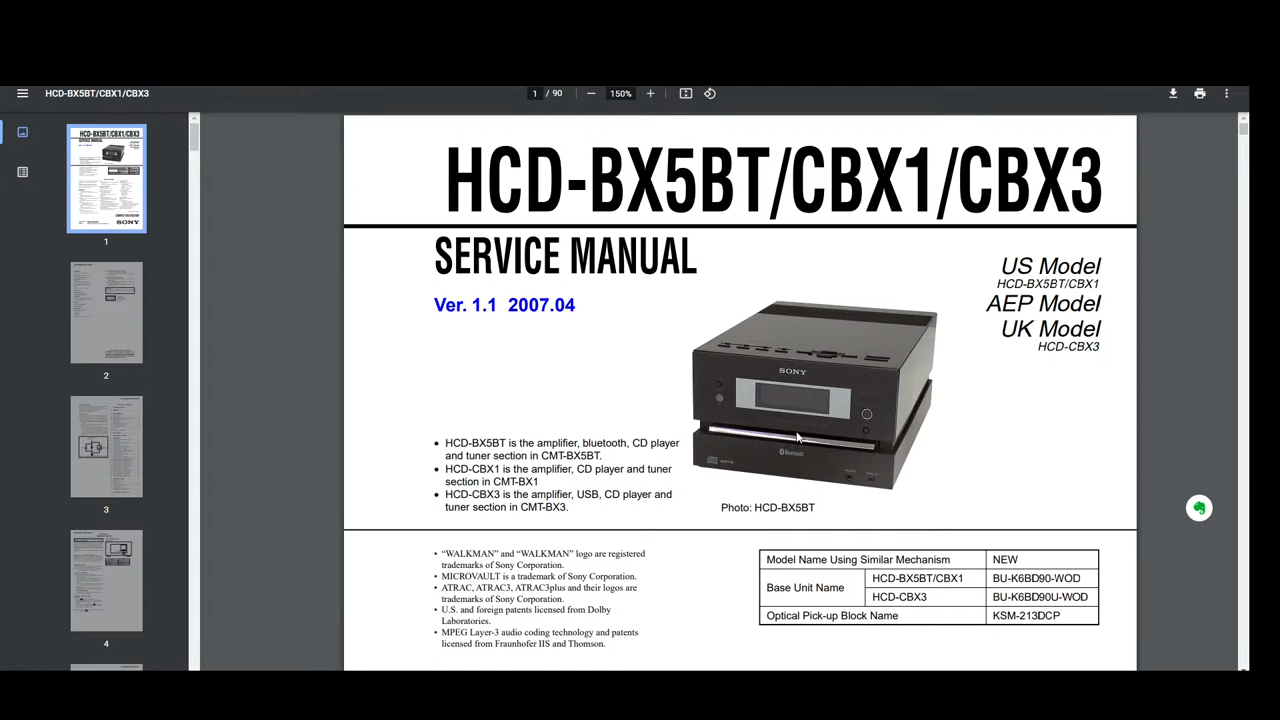 HCD-BX5BT/CBX1/CBX3
1 / 90
150%
1
2
3
4
HCD-BX5BT/CBX1/CBX3
SERVICE MANUAL
Ver. 1.1 2007.04
US Model
HCD-BX5BT/CBX1
AEP Model
UK Model
HCD-CBX3
SONY
Bluetooth
• HCD-BX5BT is the amplifier, bluetooth, CD player
and tuner section in CMT-BX5BT.
• HCD-CBX1 is the amplifier, CD player and tuner
section in CMT-BX1
• HCD-CBX3 is the amplifier, USB, CD player and
tuner section in CMT-BX3.
Photo: HCD-BX5BT
• “WALKMAN” and “WALKMAN” logo are registered
trademarks of Sony Corporation.
• MICROVAULT is a trademark of Sony Corporation.
• ATRAC, ATRAC3, ATRAC3plus and their logos are
trademarks of Sony Corporation.
• U.S. and foreign patents licensed from Dolby
Laboratories.
• MPEG Layer-3 audio coding technology and patents
licensed from Fraunhofer IIS and Thomson.
Model Name Using Similar Mechanism NEW
Base Unit Name HCD-BX5BT/CBX1 BU-K6BD90-WOD
HCD-CBX3 BU-K6BD90U-WOD
Optical Pick-up Block Name KSM-213DCP